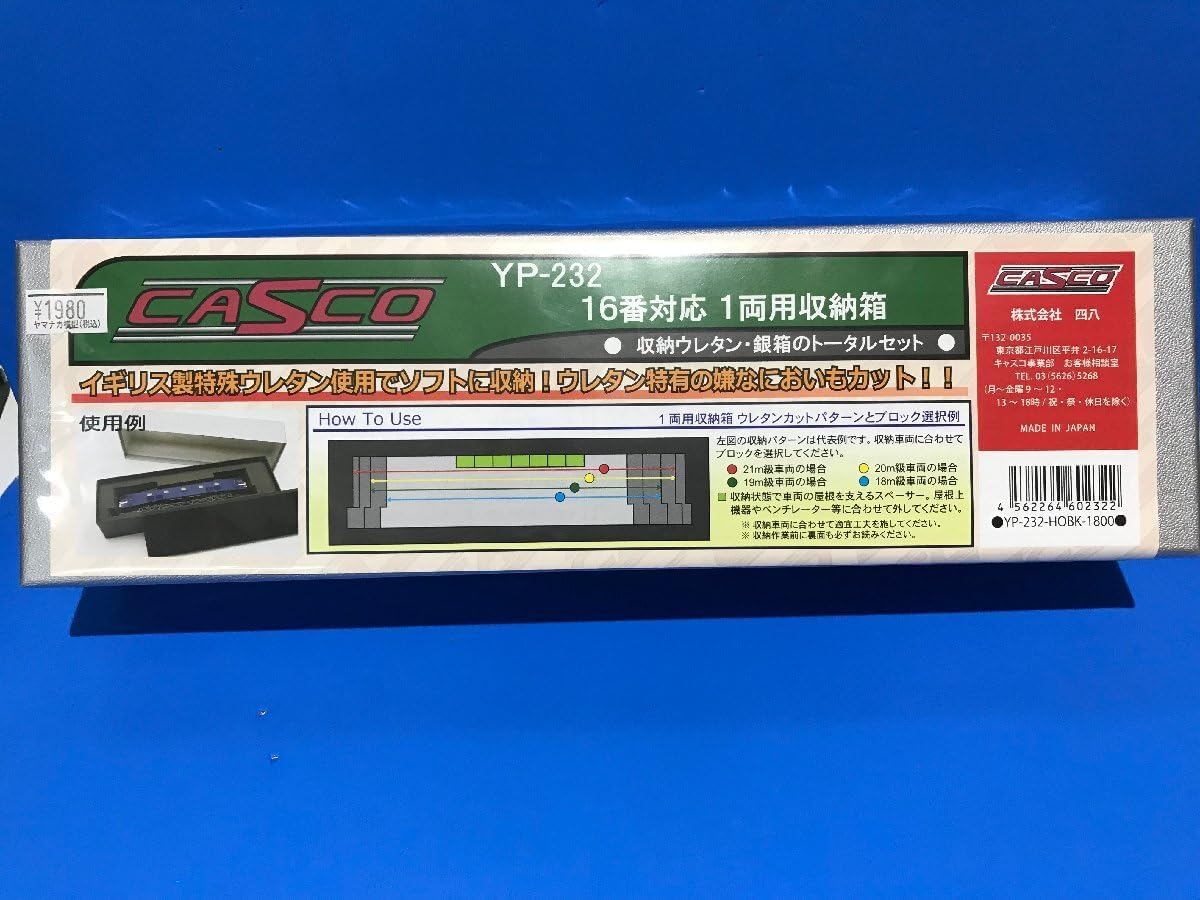 ¥1980
ヤマナカ模型(税込)
CASCO
YP-232
16番対応 1両用収納箱
● 収納ウレタン・銀箱のトータルセット ●
イギリス製特殊ウレタン使用でソフトに収納！ウレタン特有の嫌なにおいもカット！！
使用例
How To Use
1両用収納箱 ウレタンカットパターンとブロック選択例
左図の収納パターンは代表例です。収納車両に合わせて
ブロックを選択してください。
●21m級車両の場合 ●20m級車両の場合
●19m級車両の場合 ●18m級車両の場合
■収納状態で車両の屋根を支えるスペーサー。屋根上
機器やベンチレーター等に合わせて外してください。
※ 収納車両に合わせて適宜工夫を施してください。
※ 収納作業前に裏面も必ずお読みください。
CASCO
株式会社 四八
〒132-0035
東京都江戸川区平井 2-16-17
キャスコ事業部 お客様相談室
TEL. 03(5626)5268
(月～金曜 9～12・
13～18時/祝・祭・休日を除く)
MADE IN JAPAN
4 562264 602322
●YP-232-HOBK-1800●